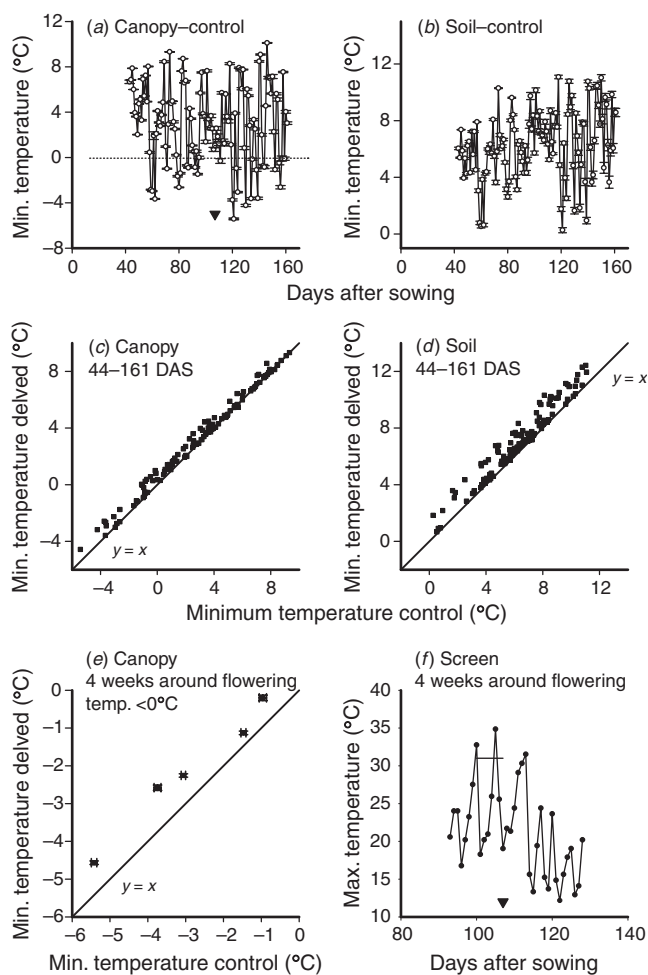 (a) Canopy–control
(b) Soil–control
Min. temperature (°C)
12
8
4
0
–4
–8
Min. temperature (°C)
12
8
4
0
0 40 80 120 160
0 40 80 120 160
Days after sowing
(c) Canopy
44–161 DAS
(d) Soil
44–161 DAS
Min. temperature delved (°C)
8
4
0
–4
y = x
Min. temperature delved (°C)
12
8
4
0
y = x
–4 0 4 8
0 4 8 12
Minimum temperature control (°C)
(e) Canopy
4 weeks around flowering
temp. <0°C
(f) Screen
4 weeks around flowering
Min. temperature delved (°C)
0
–1
–2
–3
–4
–5
–6
y = x
Max. temperature (°C)
40
35
30
25
20
15
10
–6 –5 –4 –3 –2 –1 0
80 100 120 140
Min. temperature control (°C)
Days after sowing